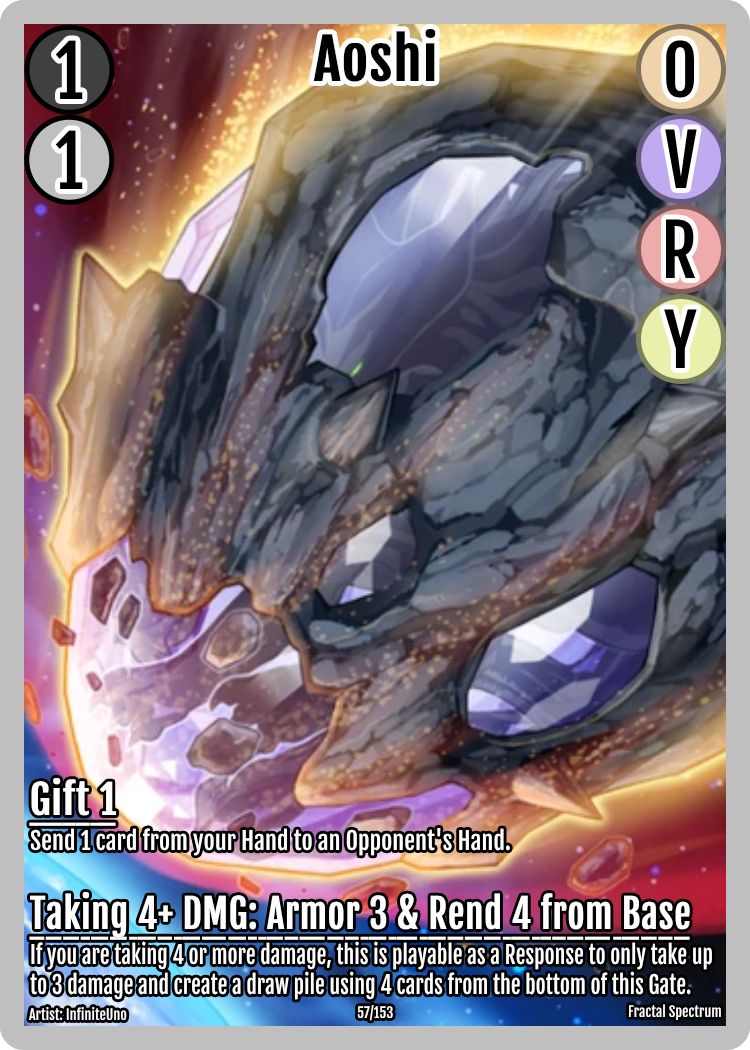 1
1
Aoshi
O
V
R
Y
Gift 1
Send 1 card from your Hand to an Opponent's Hand.
Taking 4+ DMG: Armor 3 & Rend 4 from Base
If you are taking 4 or more damage, this is playable as a Response to only take up
to 3 damage and create a draw pile using 4 cards from the bottom of this Gate.
Artist: InfiniteUno
57/153
Fractal Spectrum